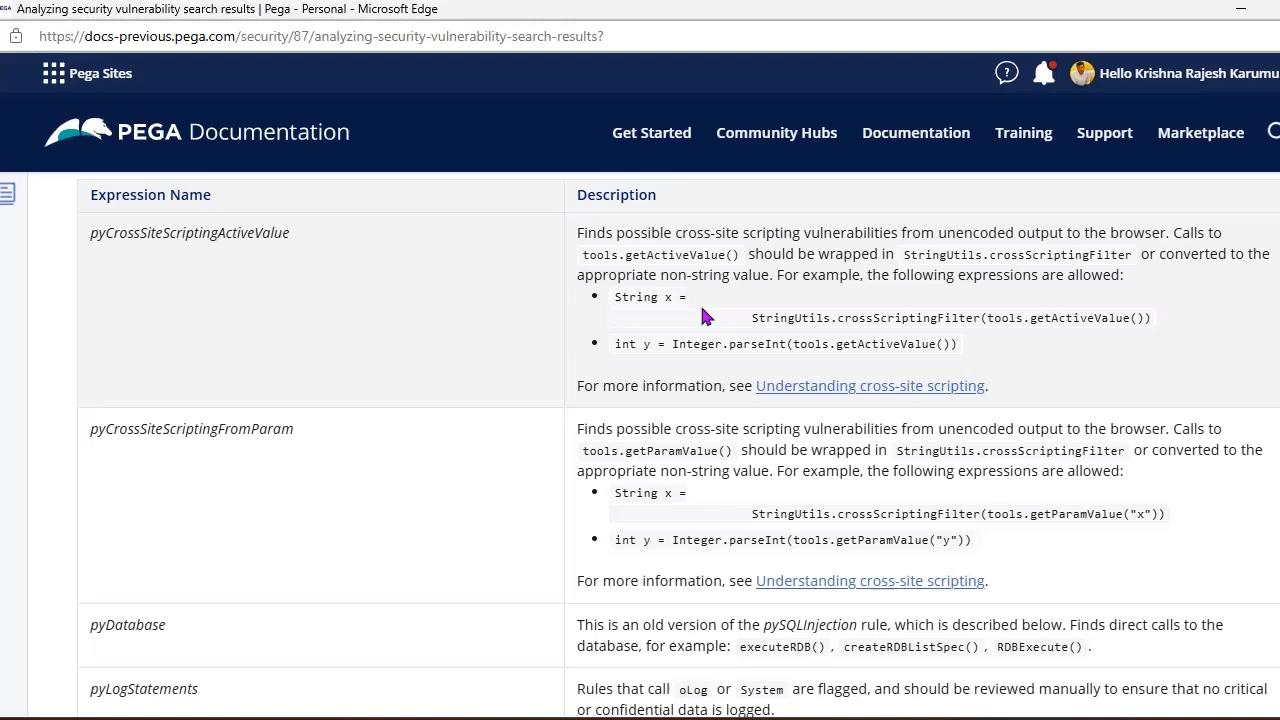 Analyzing security vulnerability search results | Pega - Personal - Microsoft Edge
https://docs-previous.pega.com/security/87/analyzing-security-vulnerability-search-results?
Pega Sites
Hello Krishna Rajesh Karumu
PEGA Documentation
Get Started Community Hubs Documentation Training Support Marketplace
Expression Name Description
pyCrossSiteScriptingActiveValue
Finds possible cross-site scripting vulnerabilities from unencoded output to the browser. Calls to
tools.getActiveValue() should be wrapped in StringUtils.crossScriptingFilter or converted to the
appropriate non-string value. For example, the following expressions are allowed:
• String x =
StringUtils.crossScriptingFilter(tools.getActiveValue())
• int y = Integer.parseInt(tools.getActiveValue())
For more information, see Understanding cross-site scripting.
pyCrossSiteScriptingFromParam
Finds possible cross-site scripting vulnerabilities from unencoded output to the browser. Calls to
tools.getParamValue() should be wrapped in StringUtils.crossScriptingFilter or converted to the
appropriate non-string value. For example, the following expressions are allowed:
• String x =
StringUtils.crossScriptingFilter(tools.getParamValue("x"))
• int y = Integer.parseInt(tools.getParamValue("y"))
For more information, see Understanding cross-site scripting.
pyDatabase
This is an old version of the pySQLInjection rule, which is described below. Finds direct calls to the
database, for example: executeRDB(), createRDBListSpec(), RDBExecute().
pyLogStatements
Rules that call oLog or System are flagged, and should be reviewed manually to ensure that no critical
or confidential data is logged.